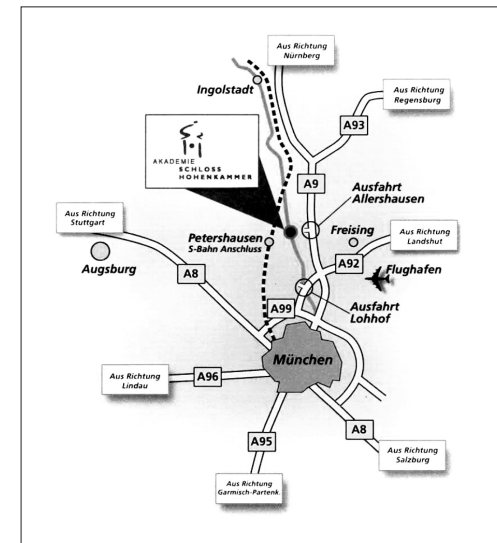 Aus Richtung
Nürnberg
Aus Richtung
Regensburg
Ingolstadt
A93
AKADEMIE
SCHLOSS
HOHENKAMMER
A9
Ausfahrt
Allershausen
Aus Richtung
Stuttgart
Petershausen
S-Bahn Anschluss
Freising
Aus Richtung
Landshut
Augsburg
A8
A92
Flughafen
A99
Ausfahrt
Lohhof
München
Aus Richtung
Lindau
A96
A95
A8
Aus Richtung
Salzburg
Aus Richtung
Garmisch-Partenk.